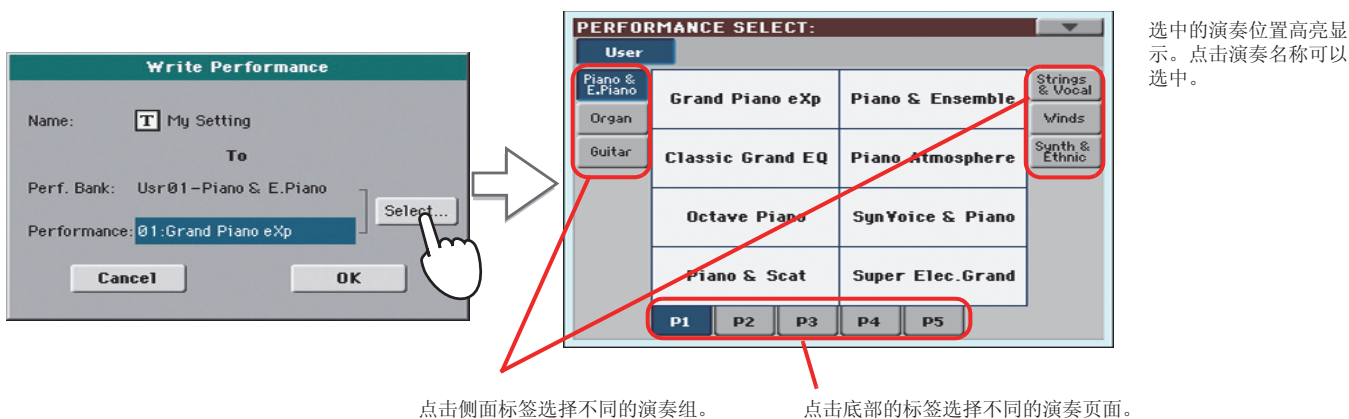 Write Performance
Name: T My Setting
To
Perf. Bank: Usr01-Piano & E.Piano
Select...
Performance: 01:Grand Piano eXp
Cancel OK
PERFORMANCE SELECT:
User
Piano &
E.Piano
Organ
Guitar
Grand Piano eXp Piano & Ensemble
Classic Grand EQ Piano Atmosphere
Octave Piano SynVoice & Piano
Piano & Scat Super Elec.Grand
Strings
& Vocal
Winds
Synth &
Ethnic
P1 P2 P3 P4 P5
选中的演奏位置高亮显
示。点击演奏名称可以
选中。
点击侧面标签选择不同的演奏组。
点击底部的标签选择不同的演奏页面。